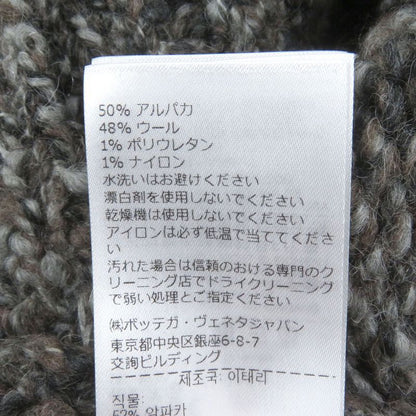 50% アルパカ
48% ウール
1% ポリウレタン
1% ナイロン
水洗いはお避けください
漂白剤を使用しないでください
乾燥機は使用しないでください
アイロンは必ず低温で当ててくださ
い
汚れた場合は信頼のおける専門のク
リーニング店でドライクリーニング
で弱い処理とご指定ください
㈱ボッテガ・ヴェネタジャパン
東京都中央区銀座6-8-7
交詢ビルディング
제조국: 이태리
직물:
52% 알파카